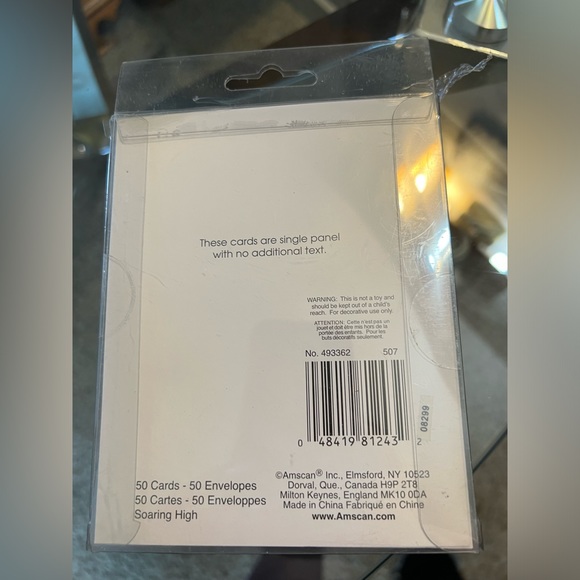 These cards are single panel
with no additional text.
WARNING: This is not a toy and
should be kept out of a child's
reach. For decorative use only.
ATTENTION: Cette n'est pas un
jouet et doit être mis hors de la
portée des enfants. Pour les
buts décoratifs seulement.
No. 493362 507
0 48419 81243 2
08299
50 Cards - 50 Envelopes
50 Cartes - 50 Enveloppes
Soaring High
©Amscan® Inc., Elmsford, NY 10523
Dorval, Que., Canada H9P 2T8
Milton Keynes, England MK10 0DA
Made in China Fabriqué en Chine
www.Amscan.com